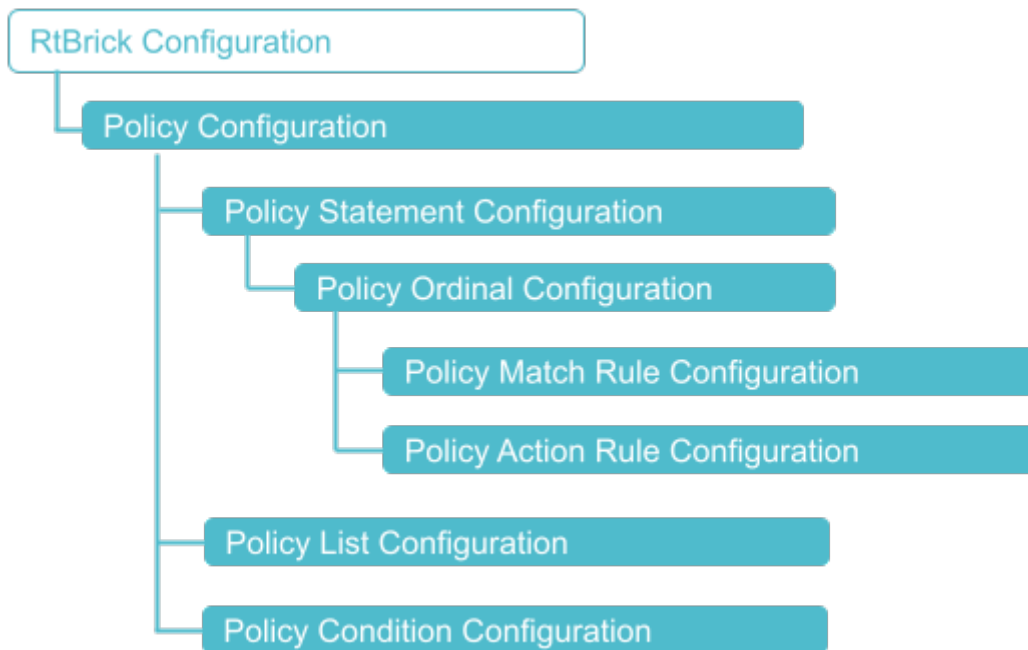 RtBrick Configuration
Policy Configuration
Policy Statement Configuration
Policy Ordinal Configuration
Policy Match Rule Configuration
Policy Action Rule Configuration
Policy List Configuration
Policy Condition Configuration